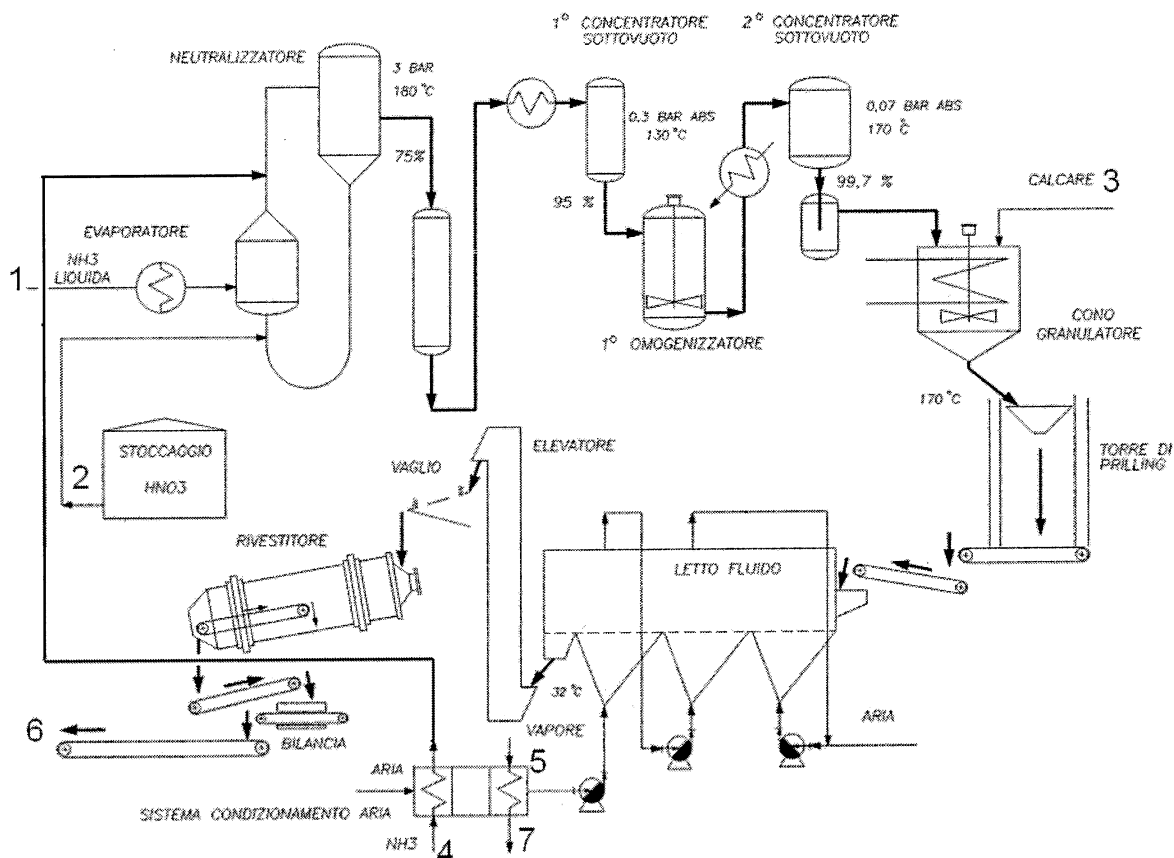 1° CONCENTRATORE
SOTTOVUOTO
2° CONCENTRATORE
SOTTOVUOTO
NEUTRALIZZATORE
3 BAR
180°C
0,3 BAR ABS
130°C
0,07 BAR ABS
170°C
75%
95 %
99,7 %
CALCARE 3
EVAPORATORE
NH3
LIQUIDA
1
CONO
GRANULATORE
1° OMOGENIZZATORE
170°C
STOCCAGGIO
HNO3
2
ELEVATORE
VAGLIO
TORRE DI
PRILLING
RIVESTITORE
LETTO FLUIDO
32°C
VAPORE
ARIA
6
BILANCIA
5
ARIA
SISTEMA CONDIZIONAMENTO ARIA
NH3 4
7